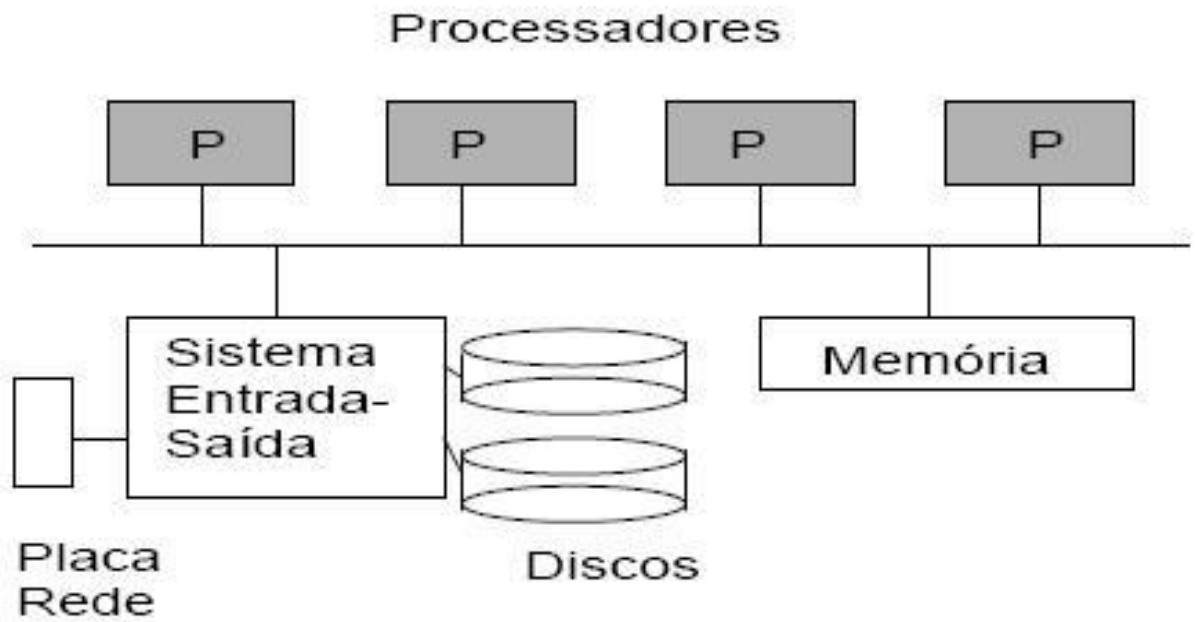 Processadores
P
P
P
P
Sistema
Entrada-
Saída
Memória
Placa
Rede
Discos